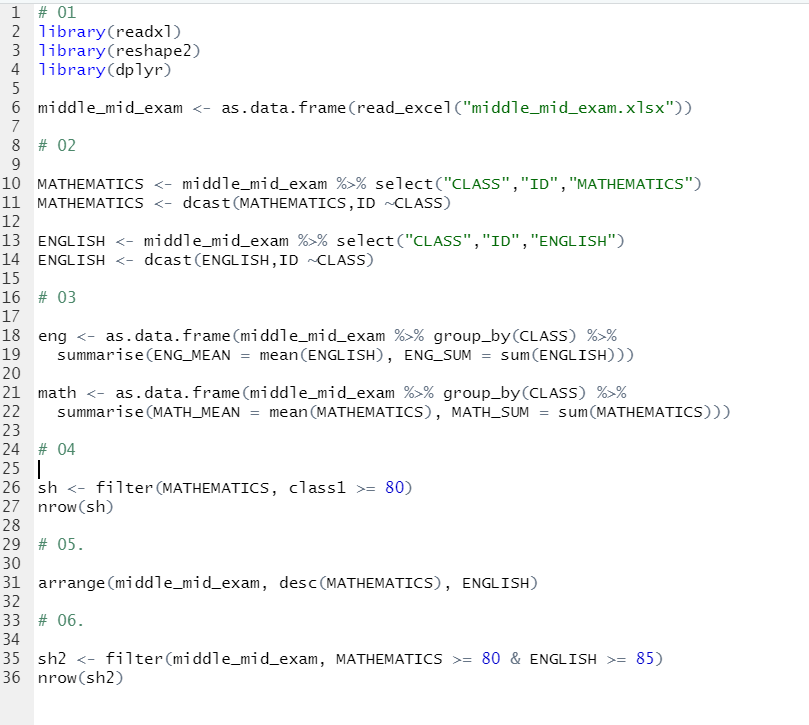 1 # 01
2 library(readxl)
3 library(reshape2)
4 library(dplyr)
5
6 middle_mid_exam <- as.data.frame(read_excel("middle_mid_exam.xlsx"))
7
8 # 02
9
10 MATHEMATICS <- middle_mid_exam %>% select("CLASS","ID","MATHEMATICS")
11 MATHEMATICS <- dcast(MATHEMATICS,ID ~CLASS)
12
13 ENGLISH <- middle_mid_exam %>% select("CLASS","ID","ENGLISH")
14 ENGLISH <- dcast(ENGLISH,ID ~CLASS)
15
16 # 03
17
18 eng <- as.data.frame(middle_mid_exam %>% group_by(CLASS) %>%
19   summarise(ENG_MEAN = mean(ENGLISH), ENG_SUM = sum(ENGLISH)))
20
21 math <- as.data.frame(middle_mid_exam %>% group_by(CLASS) %>%
22   summarise(MATH_MEAN = mean(MATHEMATICS), MATH_SUM = sum(MATHEMATICS)))
23
24 # 04
25
26 sh <- filter(MATHEMATICS, class1 >= 80)
27 nrow(sh)
28
29 # 05.
30
31 arrange(middle_mid_exam, desc(MATHEMATICS), ENGLISH)
32
33 # 06.
34
35 sh2 <- filter(middle_mid_exam, MATHEMATICS >= 80 & ENGLISH >= 85)
36 nrow(sh2)